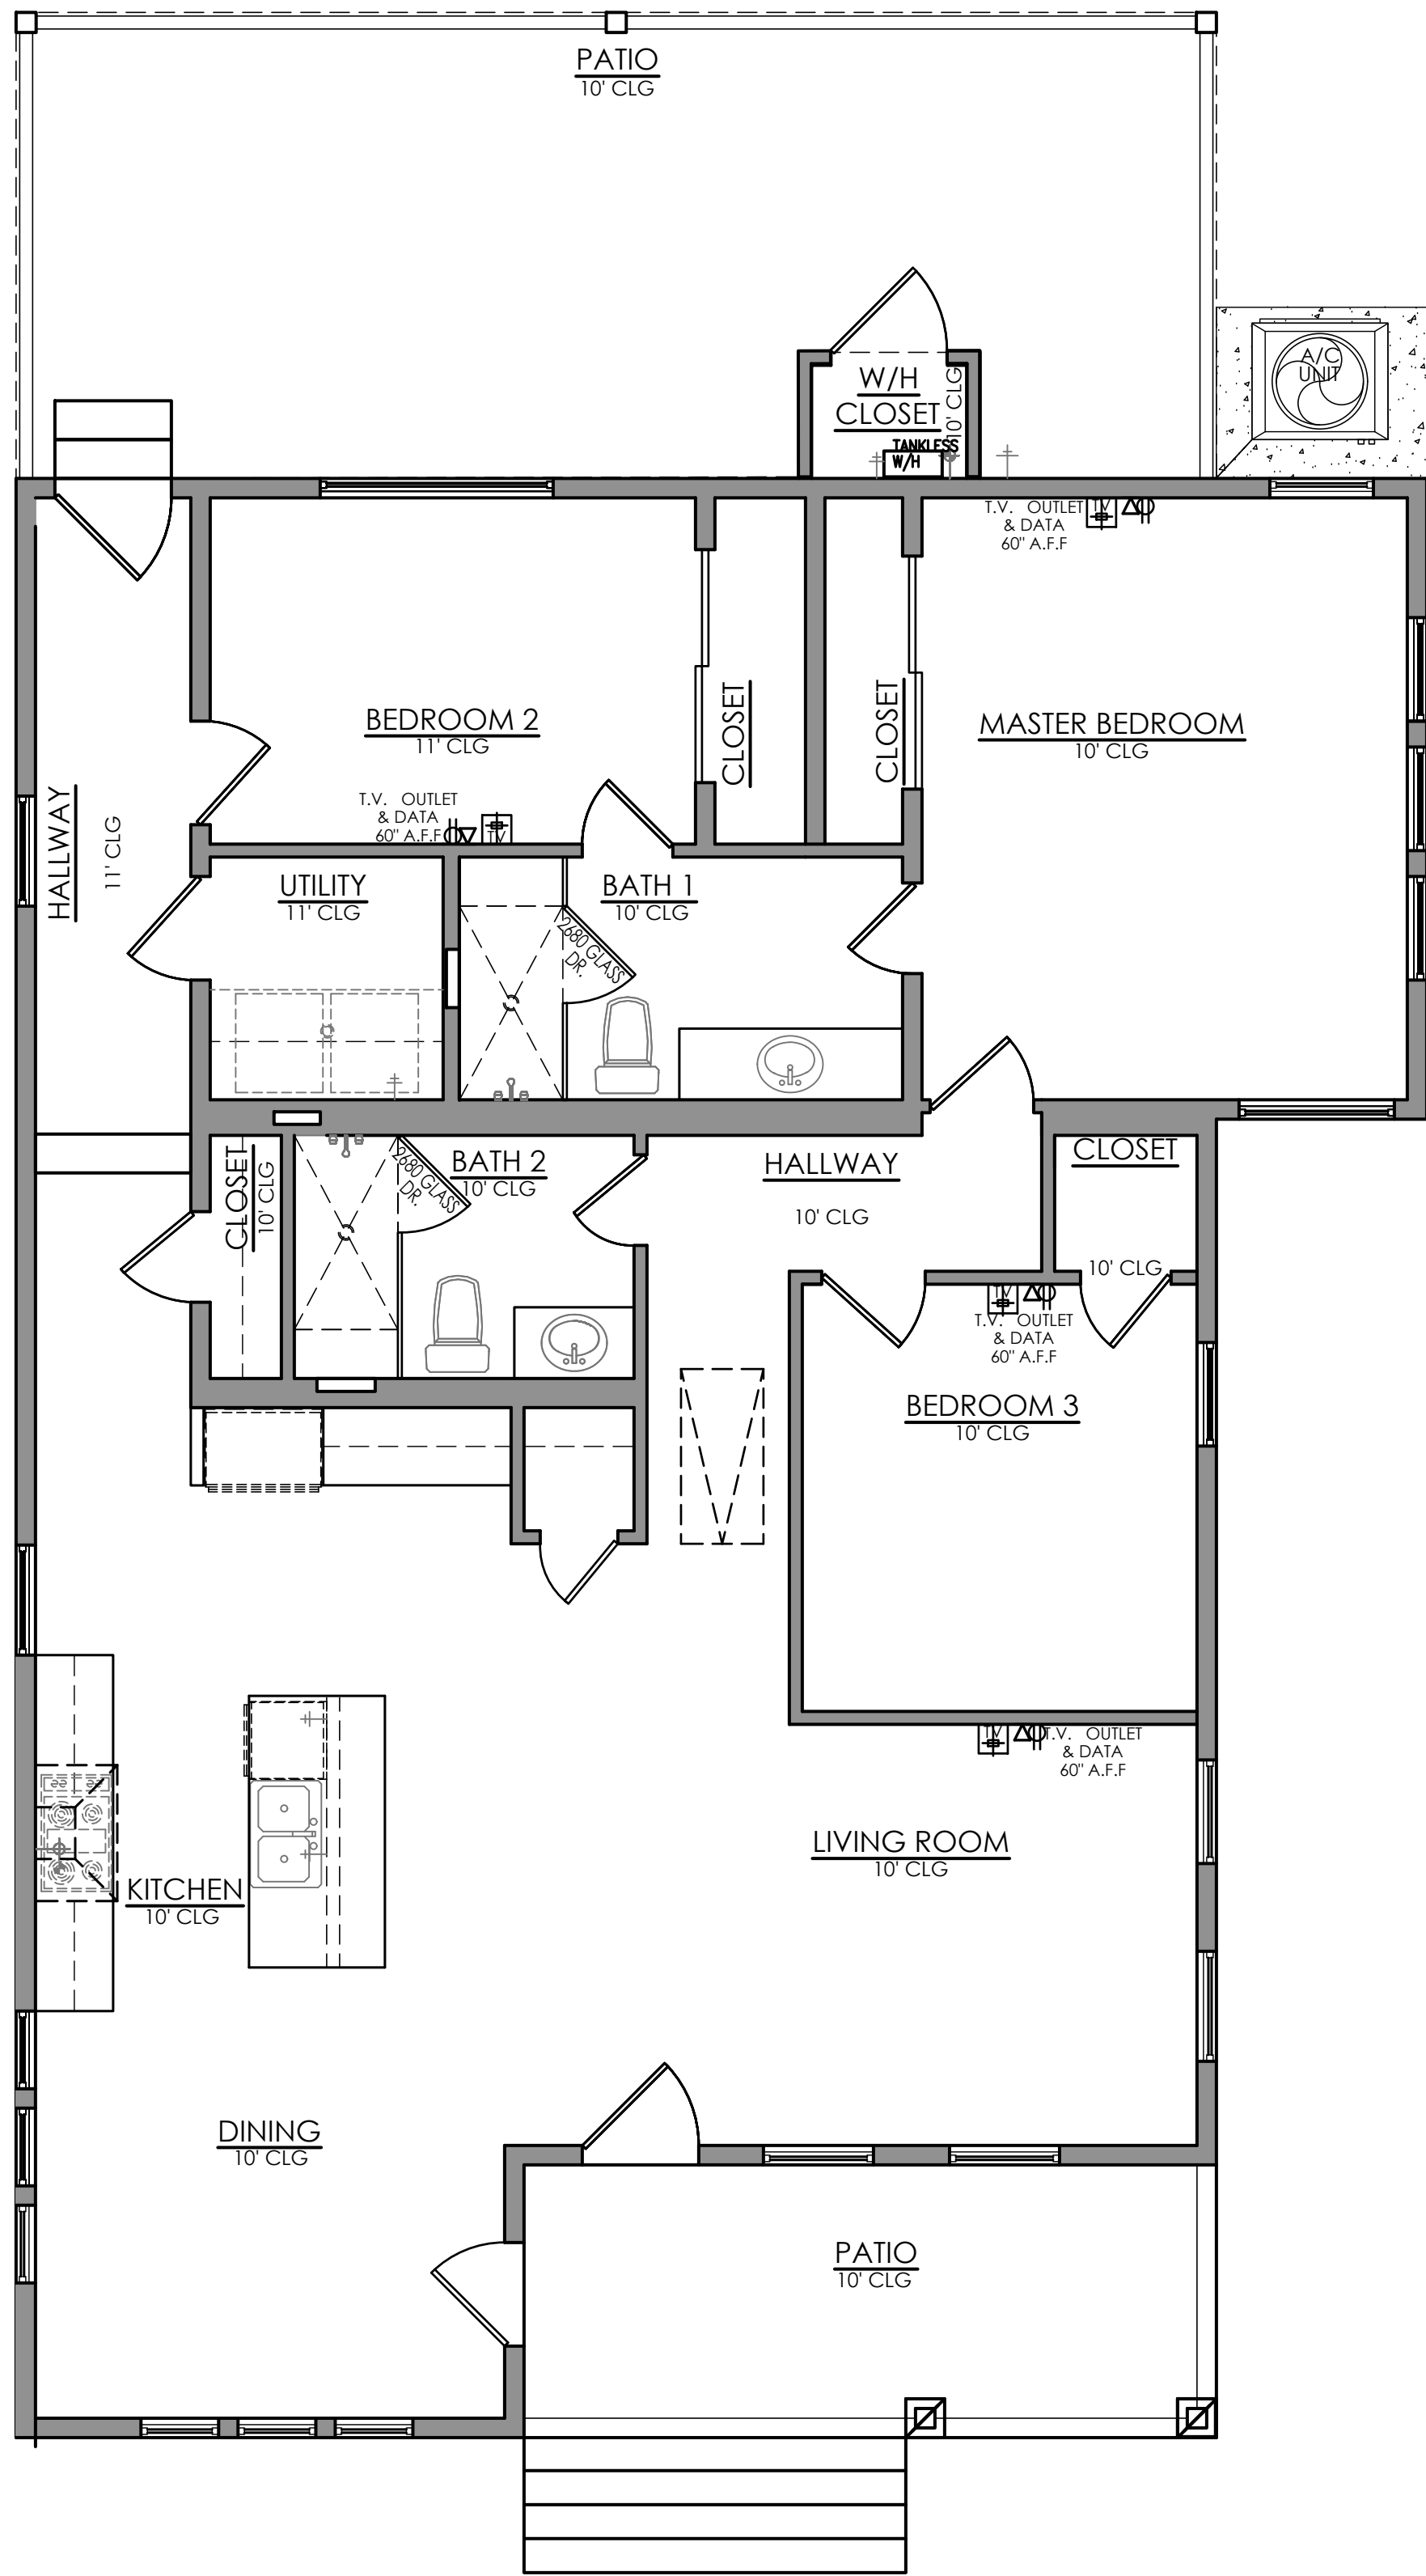 PATIO
10' CLG
A/C
UNIT
W/H
CLOSET
10' CLG
TANKLESS
W/H
T.V. OUTLET
& DATA
60" A.F.F
TV
BEDROOM 2
11' CLG
CLOSET
CLOSET
MASTER BEDROOM
10' CLG
HALLWAY
11' CLG
T.V. OUTLET
& DATA
60" A.F.F
TV
UTILITY
11' CLG
BATH 1
10' CLG
2680 GLASS
DR.
CLOSET
10' CLG
BATH 2
10' CLG
2680 GLASS
DR.
HALLWAY
10' CLG
CLOSET
10' CLG
TV
T.V. OUTLET
& DATA
60" A.F.F
BEDROOM 3
10' CLG
TV
T.V. OUTLET
& DATA
60" A.F.F
LIVING ROOM
10' CLG
KITCHEN
10' CLG
DINING
10' CLG
PATIO
10' CLG